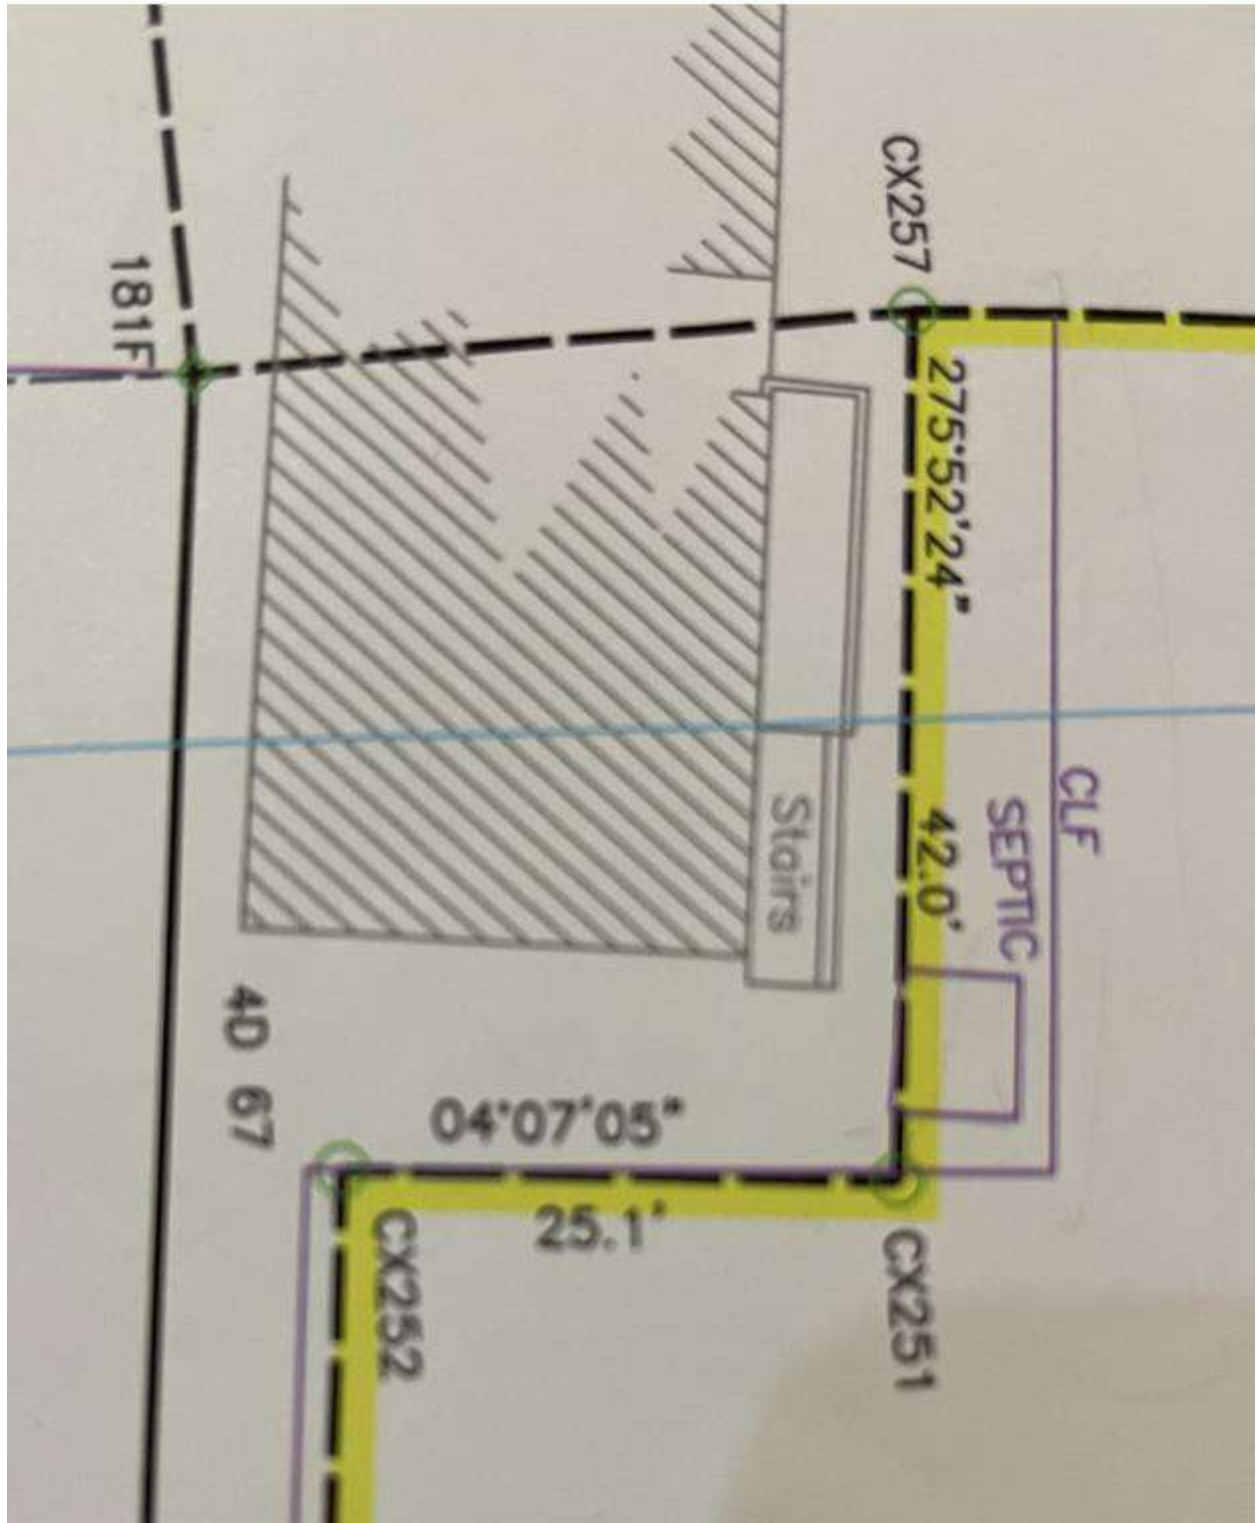 CX257
181F
275°52'24"
42.0'
CLF
SEPTIC
Stairs
4D 67
04°07'05"
25.1'
CX252
CX251